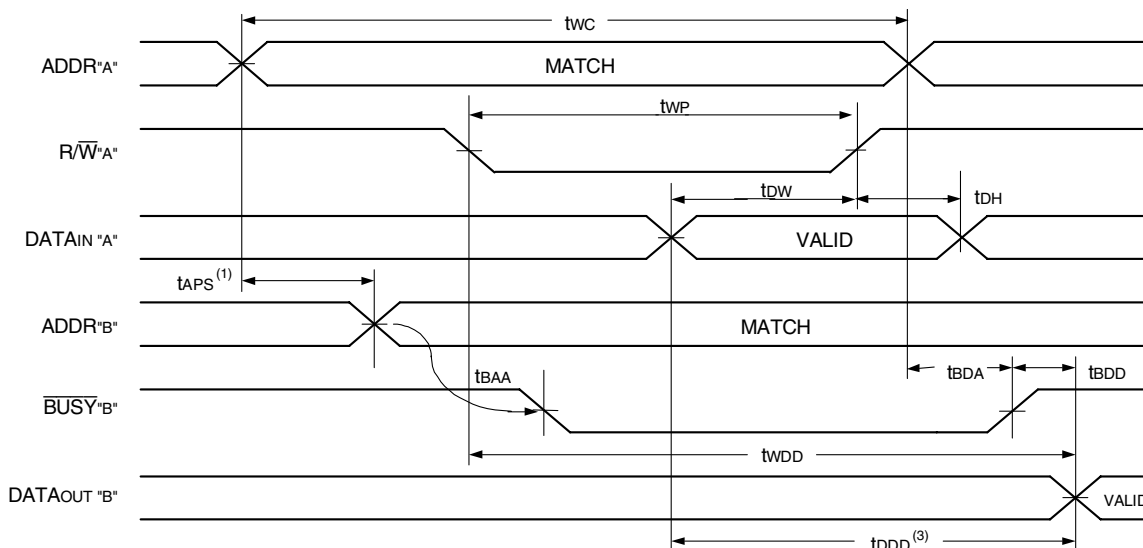 tWC
ADDR"A"
MATCH
tWP
R/W̅"A"
tDW
tDH
DATAIN "A"
VALID
tAPS(1)
ADDR"B"
MATCH
tBAA
tBDA
tBDD
B̅U̅S̅Y̅"B"
tWDD
DATAOUT "B"
VALID
tDDD(3)